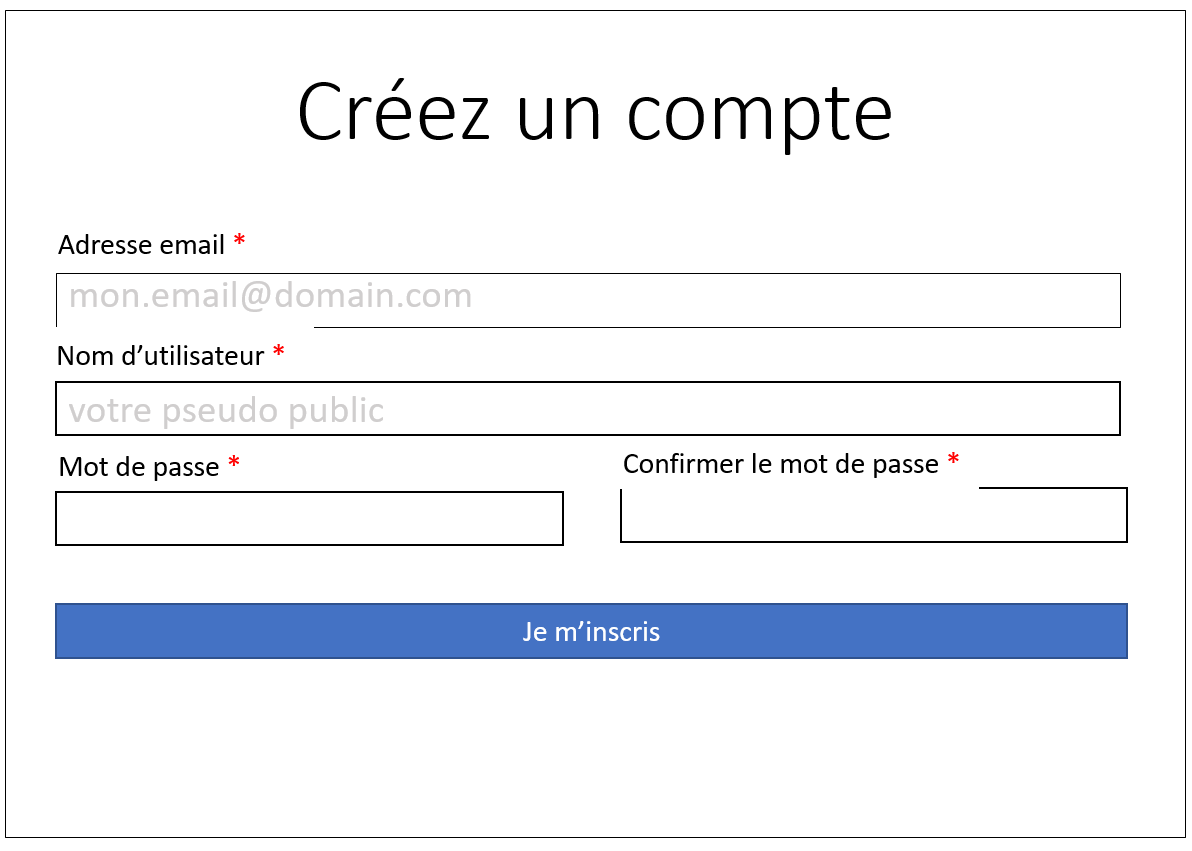 Créez un compte
Adresse email *
mon.email@domain.com
Nom d’utilisateur *
votre pseudo public
Mot de passe *
Confirmer le mot de passe *
Je m’inscris